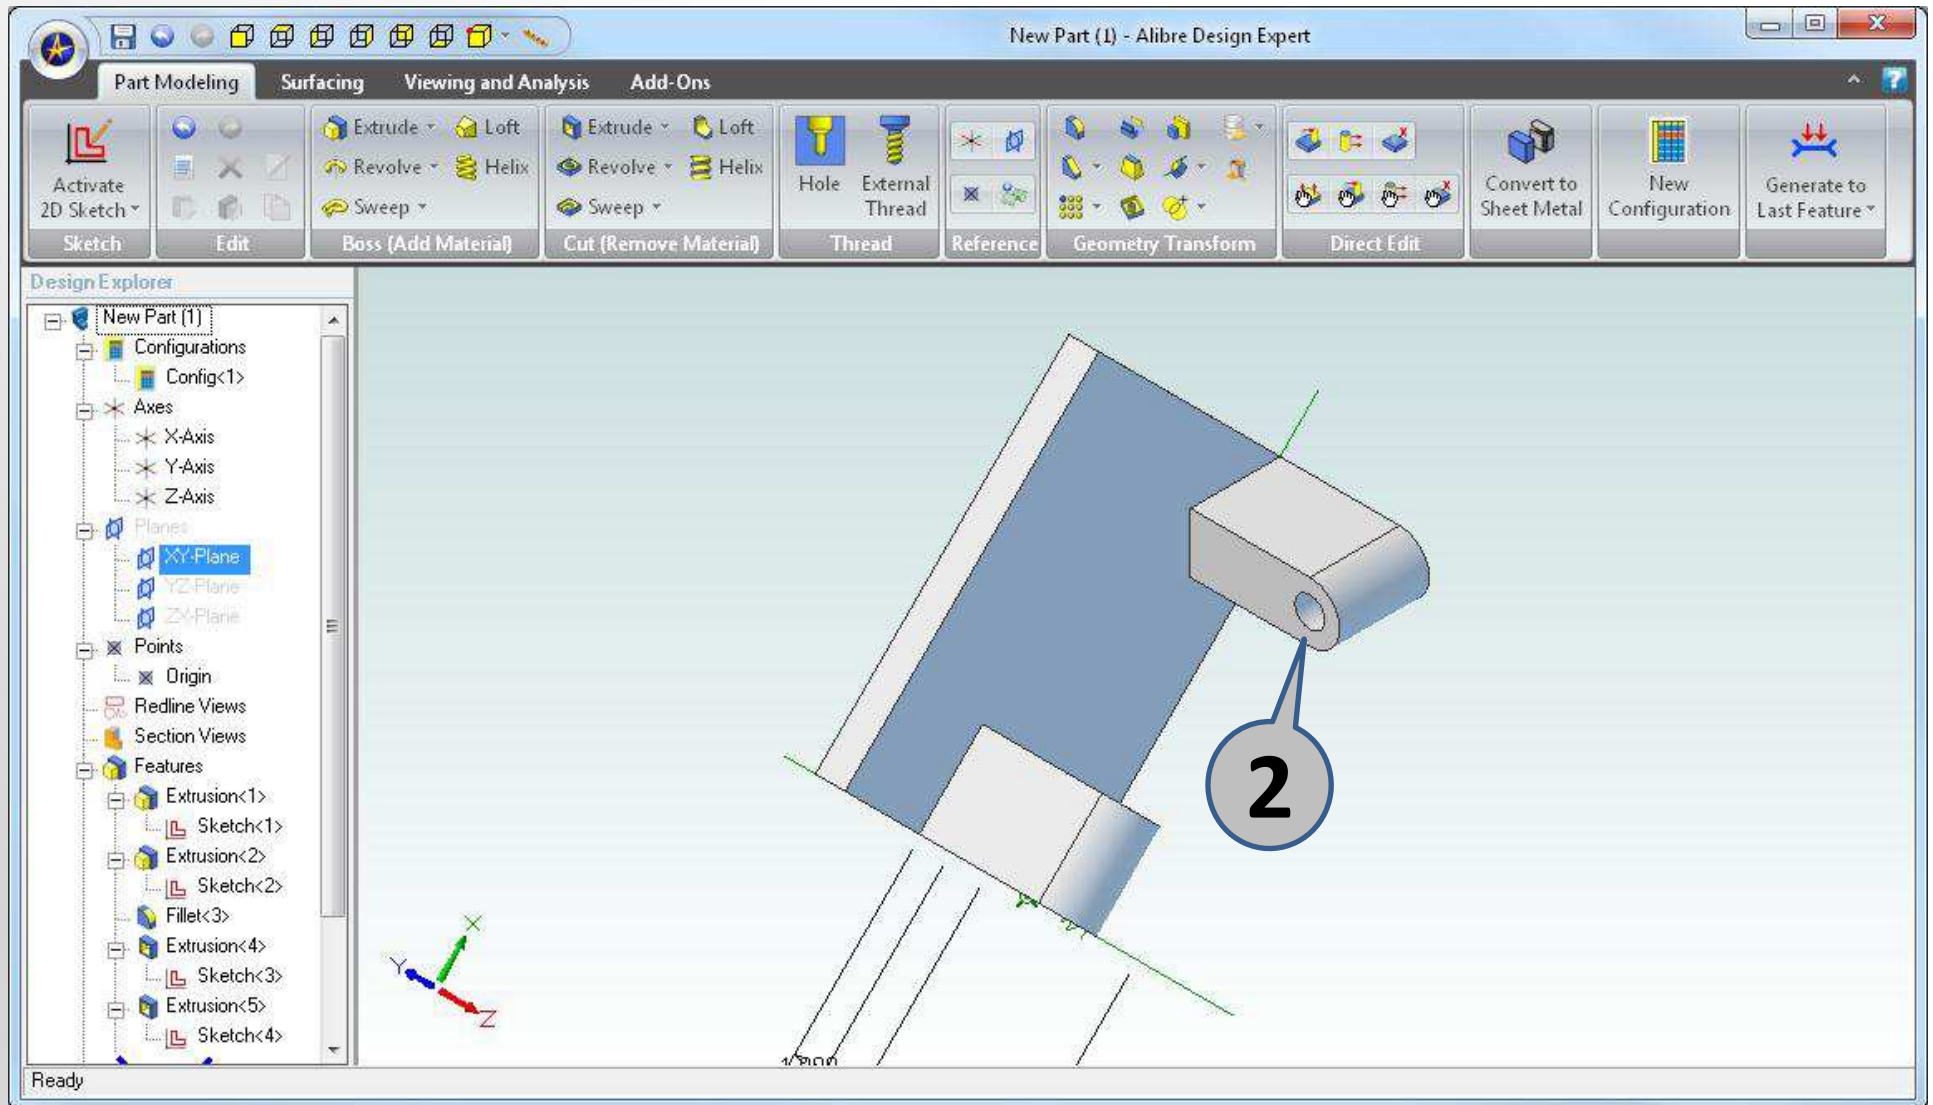 New Part (1) - Alibre Design Expert
Part Modeling Surfacing Viewing and Analysis Add-Ons
Activate
2D Sketch
Sketch
Edit
Extrude Loft
Revolve Helix
Sweep
Boss (Add Material)
Extrude Loft
Revolve Helix
Sweep
Cut (Remove Material)
Hole
External
Thread
Thread
Reference
Geometry Transform
Direct Edit
Convert to
Sheet Metal
New
Configuration
Generate to
Last Feature
Design Explorer
New Part (1)
Configurations
Config<1>
Axes
X-Axis
Y-Axis
Z-Axis
Planes
XY-Plane
YZ-Plane
ZX-Plane
Points
Origin
Redline Views
Section Views
Features
Extrusion<1>
Sketch<1>
Extrusion<2>
Sketch<2>
Fillet<3>
Extrusion<4>
Sketch<3>
Extrusion<5>
Sketch<4>
2
X
Y
Z
Ready